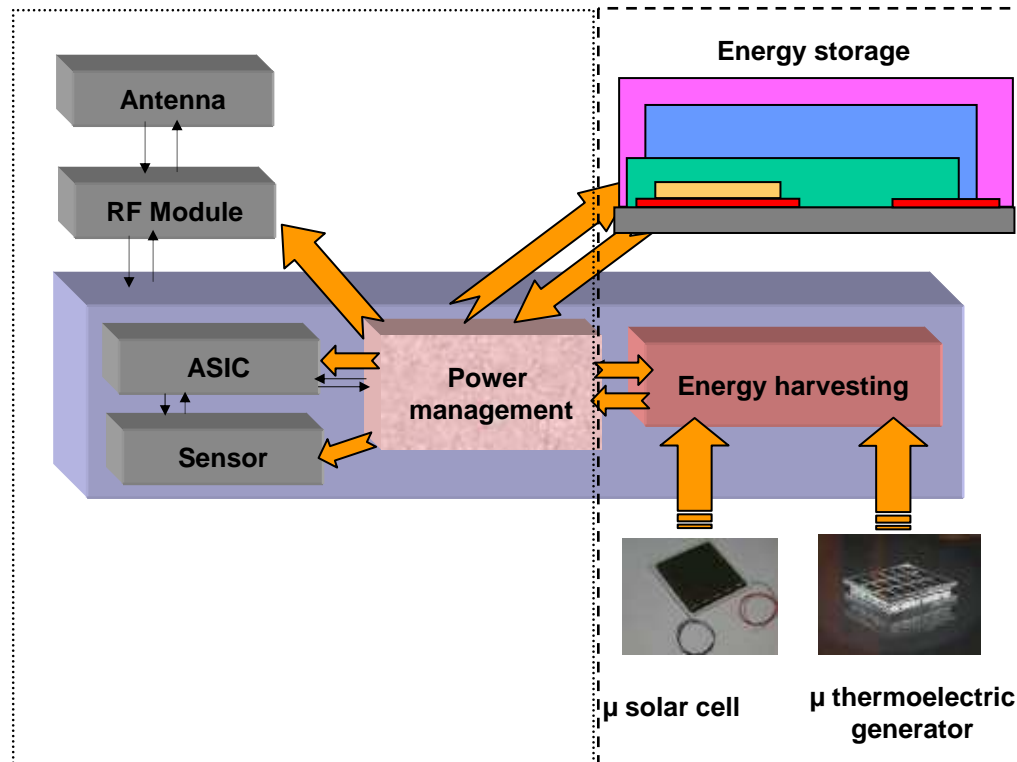 Energy storage
Antenna
RF Module
ASIC
Power
management
Energy harvesting
Sensor
µ solar cell
µ thermoelectric
generator